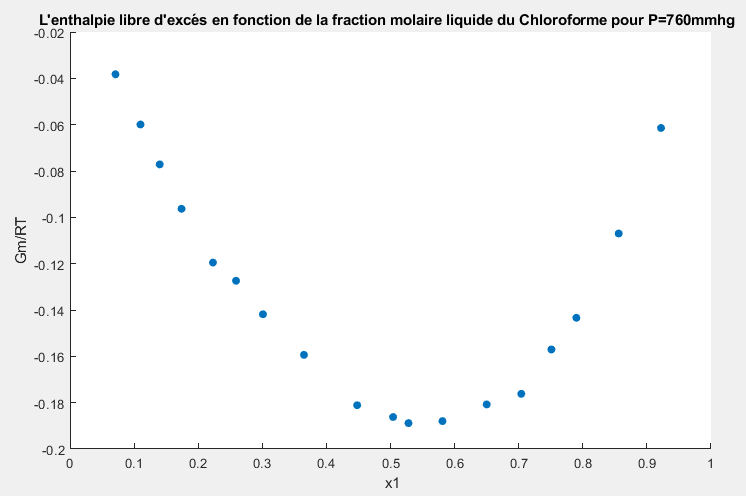 L'enthalpie libre d'excés en fonction de la fraction molaire liquide du Chloroforme pour P=760mmhg
-0.02
-0.04
-0.06
-0.08
-0.1
-0.12
-0.14
-0.16
-0.18
-0.2
Gm/RT
0 0.1 0.2 0.3 0.4 0.5 0.6 0.7 0.8 0.9 1
x1